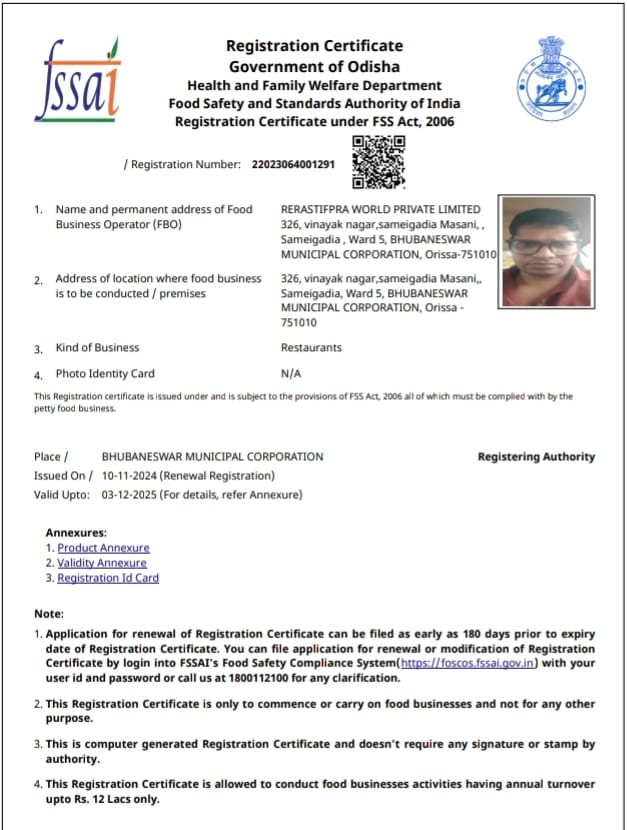 fssai
Registration Certificate
Government of Odisha
Health and Family Welfare Department
Food Safety and Standards Authority of India
Registration Certificate under FSS Act, 2006
/ Registration Number: 22023064001291
1. Name and permanent address of Food
Business Operator (FBO)
RERASTIFPRA WORLD PRIVATE LIMITED
326, vinayak nagar,sameigadia Masani, ,
Sameigadia , Ward 5, BHUBANESWAR
MUNICIPAL CORPORATION, Orissa-751010
2. Address of location where food business
is to be conducted / premises
326, vinayak nagar,sameigadia Masani,,
Sameigadia, Ward 5, BHUBANESWAR
MUNICIPAL CORPORATION, Orissa -
751010
3. Kind of Business
Restaurants
4. Photo Identity Card
N/A
This Registration certificate is issued under and is subject to the provisions of FSS Act, 2006 all of which must be complied with by the
petty food business.
Place / BHUBANESWAR MUNICIPAL CORPORATION
Registering Authority
Issued On / 10-11-2024 (Renewal Registration)
Valid Upto: 03-12-2025 (For details, refer Annexure)
Annexures:
1. Product Annexure
2. Validity Annexure
3. Registration Id Card
Note:
1. Application for renewal of Registration Certificate can be filed as early as 180 days prior to expiry
date of Registration Certificate. You can file application for renewal or modification of Registration
Certificate by login into FSSAI's Food Safety Compliance System(https://foscos.fssai.gov.in) with your
user id and password or call us at 1800112100 for any clarification.
2. This Registration Certificate is only to commence or carry on food businesses and not for any other
purpose.
3. This is computer generated Registration Certificate and doesn't require any signature or stamp by
authority.
4. This Registration Certificate is allowed to conduct food businesses activities having annual turnover
upto Rs. 12 Lacs only.